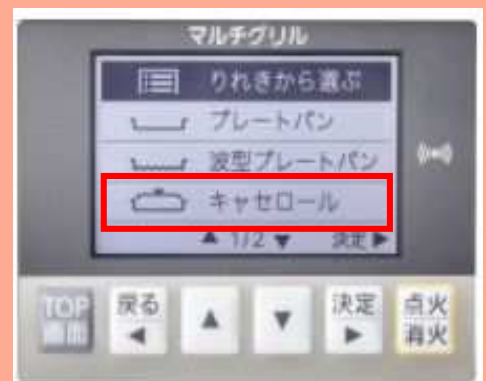 マルチグリル
りれきから選ぶ
プレートパン
波型プレートパン
キャセロール
▲ 1/2 ▼ 決定▶
TOP 戻る ▲ ▼ 決定 点火
画面 ◀ ▶ 消火